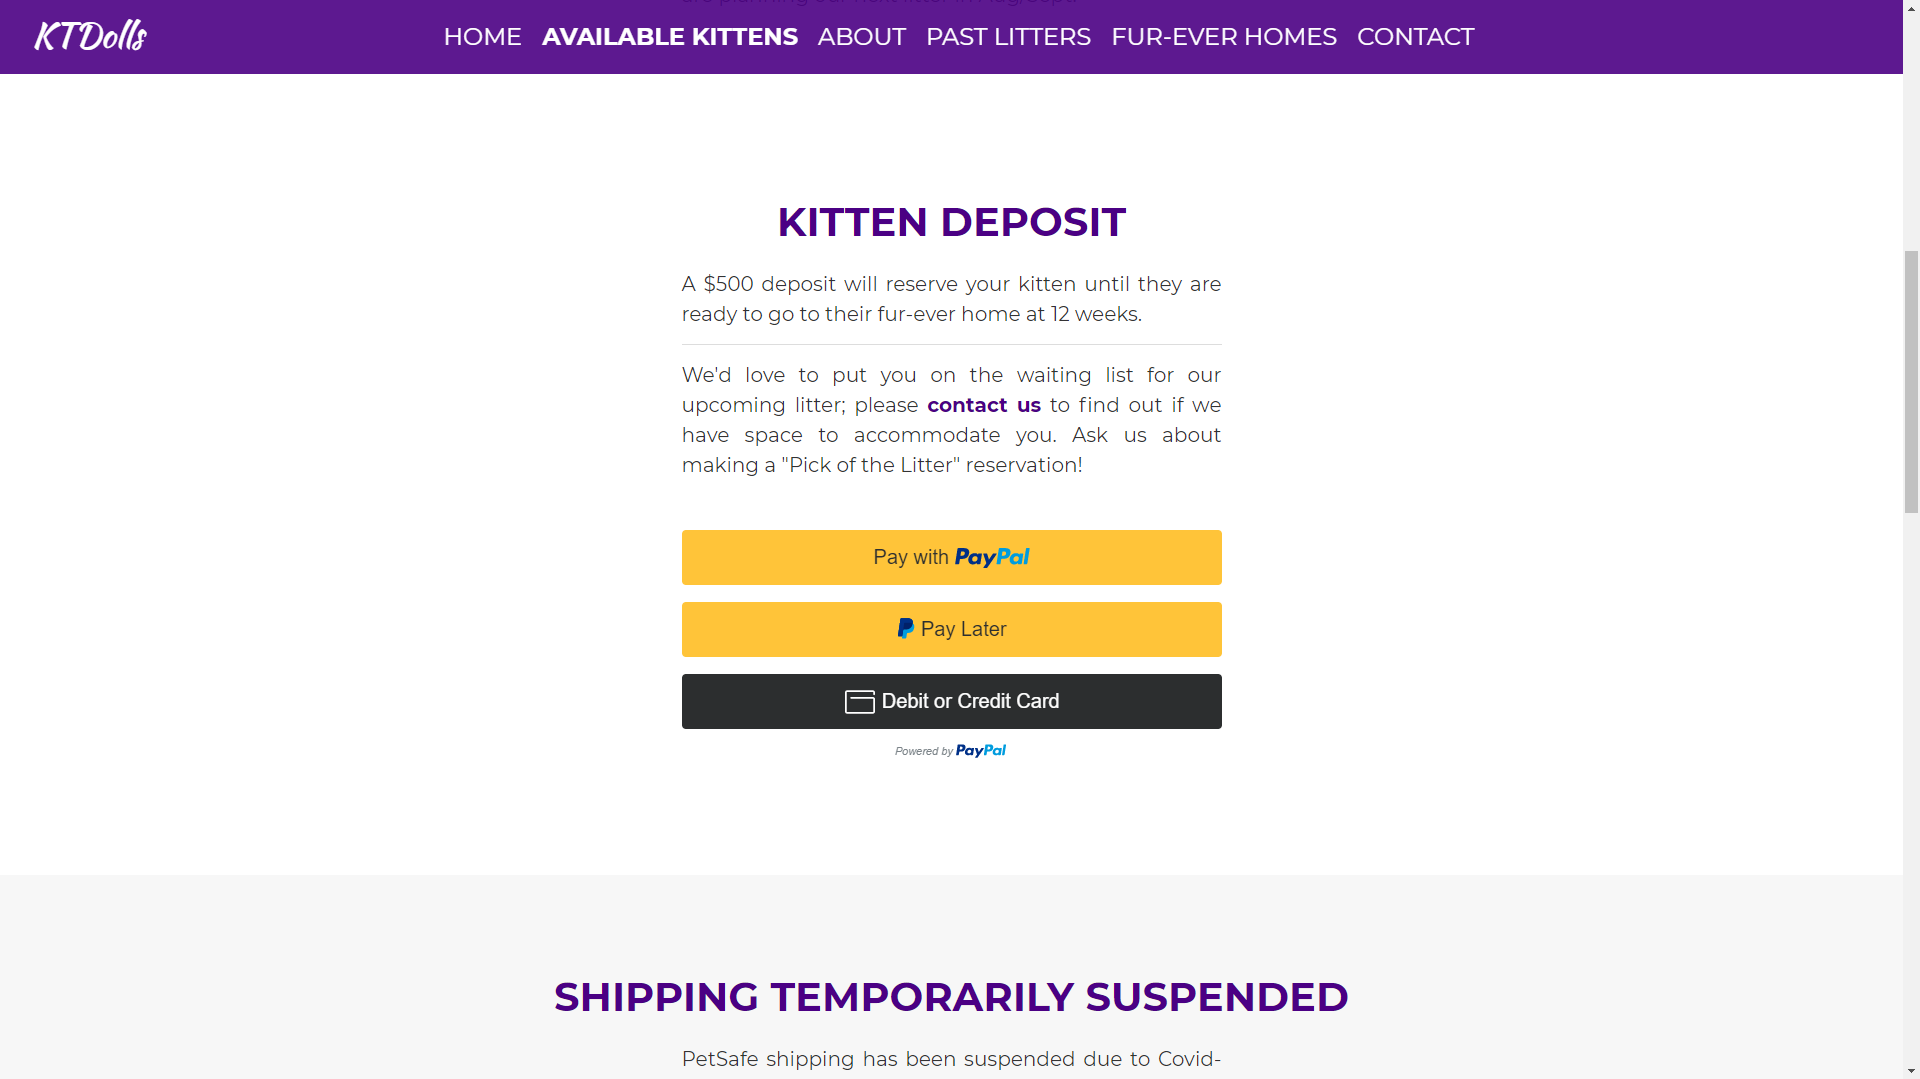 KTDolls
HOME AVAILABLE KITTENS ABOUT PAST LITTERS FUR-EVER HOMES CONTACT
KITTEN DEPOSIT
A $500 deposit will reserve your kitten until they are
ready to go to their fur-ever home at 12 weeks.
We'd love to put you on the waiting list for our
upcoming litter; please contact us to find out if we
have space to accommodate you. Ask us about
making a "Pick of the Litter" reservation!
Pay with PayPal
Pay Later
Debit or Credit Card
Powered by PayPal
SHIPPING TEMPORARILY SUSPENDED
PetSafe shipping has been suspended due to Covid-